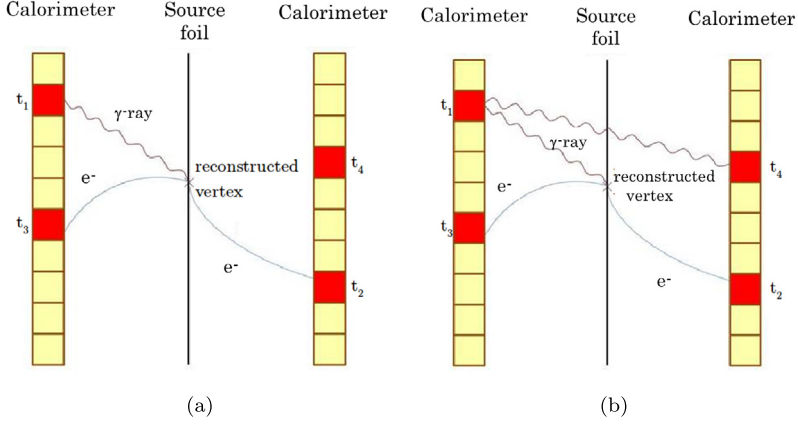 Calorimeter
Source
foil
Calorimeter
t1
γ-ray
reconstructed
vertex
t4
e-
t3
e-
t2
(a)
Calorimeter
Source
foil
Calorimeter
t1
γ-ray
reconstructed
vertex
t4
e-
t3
e-
t2
(b)